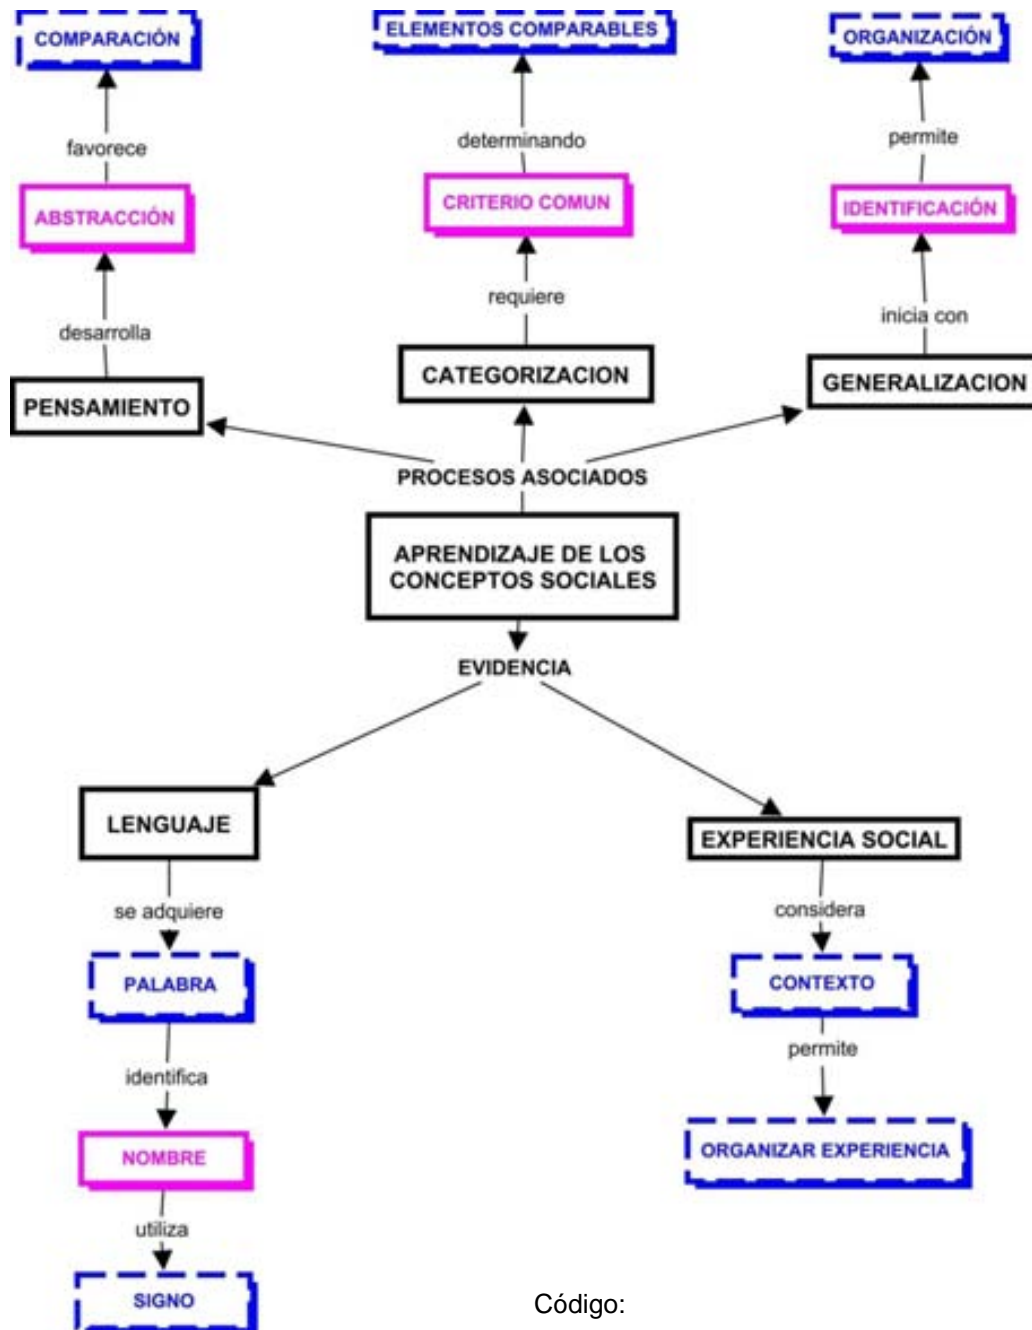 COMPARACIÓN
ELEMENTOS COMPARABLES
ORGANIZACIÓN
favorece
determinando
permite
ABSTRACCIÓN
CRITERIO COMUN
IDENTIFICACIÓN
desarrolla
requiere
inicia con
PENSAMIENTO
CATEGORIZACION
GENERALIZACION
PROCESOS ASOCIADOS
APRENDIZAJE DE LOS
CONCEPTOS SOCIALES
EVIDENCIA
LENGUAJE
EXPERIENCIA SOCIAL
se adquiere
considera
PALABRA
CONTEXTO
identifica
permite
NOMBRE
ORGANIZAR EXPERIENCIA
utiliza
SIGNO
Código: